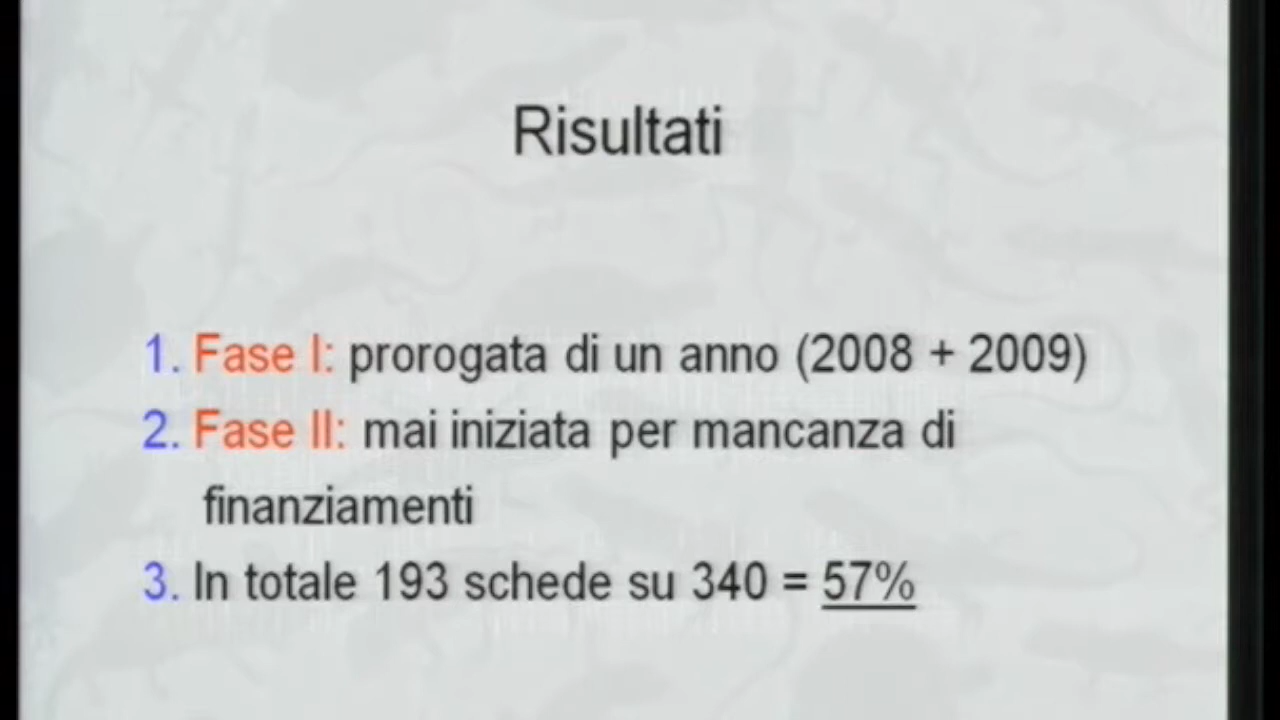 Risultati
1. Fase I: prorogata di un anno (2008 + 2009)
2. Fase II: mai iniziata per mancanza di
finanziamenti
3. In totale 193 schede su 340 = 57%